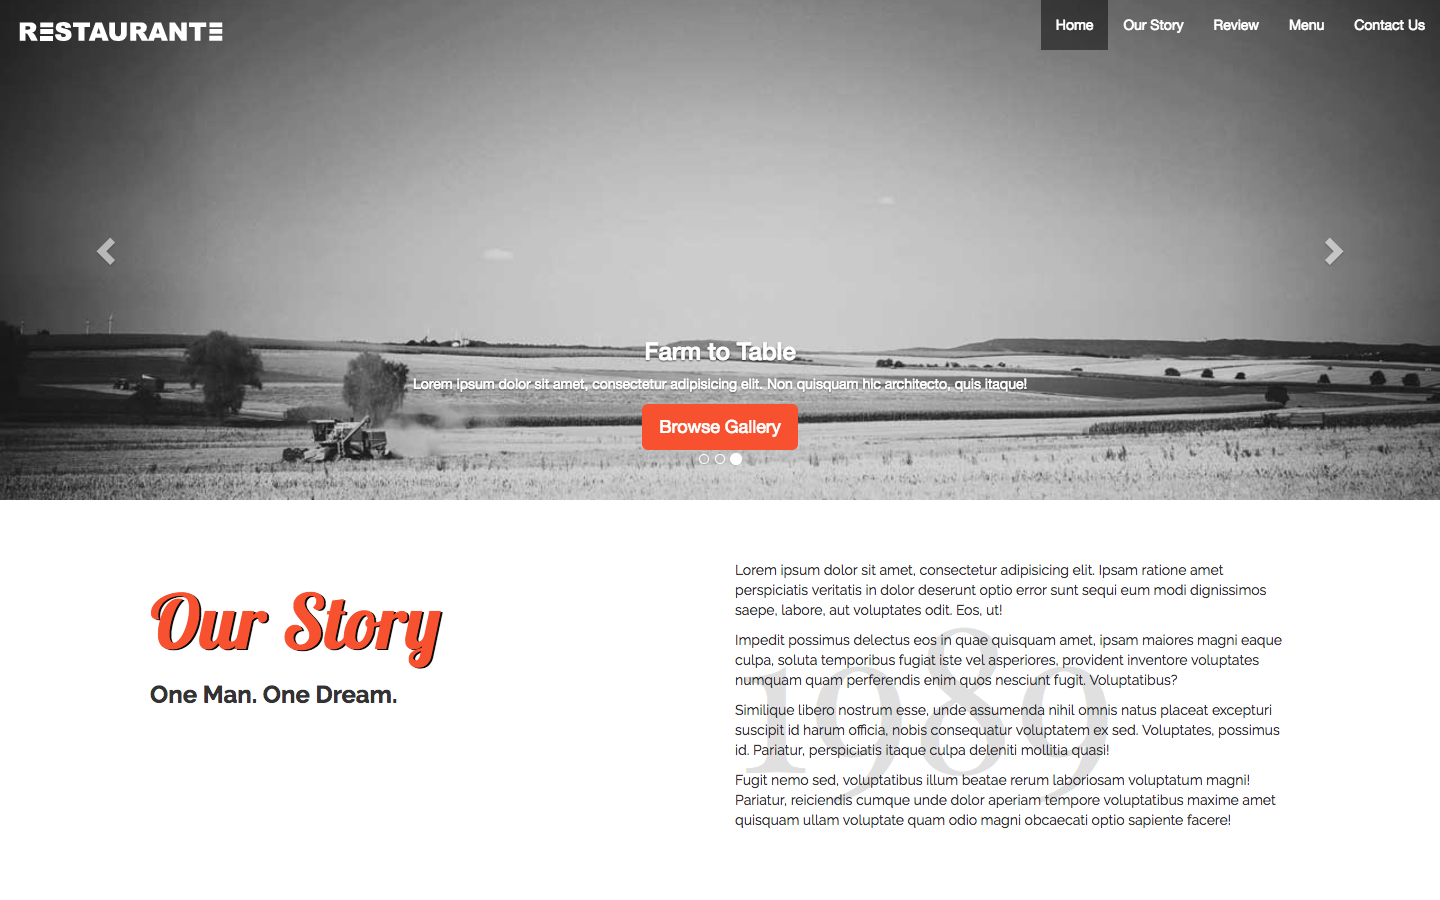 RESTAURANTE
Home Our Story Review Menu Contact Us
Farm to Table
Lorem ipsum dolor sit amet, consectetur adipisicing elit. Non quisquam hic architecto, quis itaque!
Browse Gallery
Our Story
One Man. One Dream.
1989
Lorem ipsum dolor sit amet, consectetur adipisicing elit. Ipsam ratione amet
perspiciatis veritatis in dolor deserunt optio error sunt sequi eum modi dignissimos
saepe, labore, aut voluptates odit. Eos, ut!
Impedit possimus delectus eos in quae quisquam amet, ipsam maiores magni eaque
culpa, soluta temporibus fugiat iste vel asperiores, provident inventore voluptates
numquam quam perferendis enim quos nesciunt fugit. Voluptatibus?
Similique libero nostrum esse, unde assumenda nihil omnis natus placeat excepturi
suscipit id harum officia, nobis consequatur voluptatem ex sed. Voluptates, possimus
id. Pariatur, perspiciatis itaque culpa deleniti mollitia quasi!
Fugit nemo sed, voluptatibus illum beatae rerum laboriosam voluptatum magni!
Pariatur, reiciendis cumque unde dolor aperiam tempore voluptatibus maxime amet
quisquam ullam voluptate quam odio magni obcaecati optio sapiente facere!